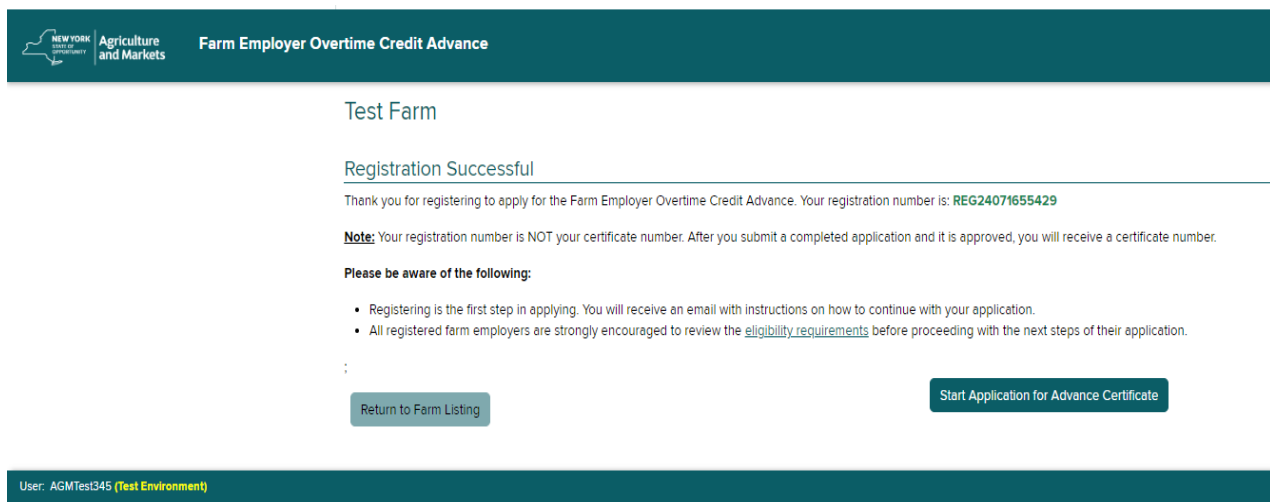 NEW YORK
STATE OF
OPPORTUNITY
Agriculture
and Markets
Farm Employer Overtime Credit Advance
Test Farm
Registration Successful
Thank you for registering to apply for the Farm Employer Overtime Credit Advance. Your registration number is: REG24071655429
Note: Your registration number is NOT your certificate number. After you submit a completed application and it is approved, you will receive a certificate number.
Please be aware of the following:
• Registering is the first step in applying. You will receive an email with instructions on how to continue with your application.
• All registered farm employers are strongly encouraged to review the eligibility requirements before proceeding with the next steps of their application.
;
Return to Farm Listing
Start Application for Advance Certificate
User: AGMTest345 (Test Environment)